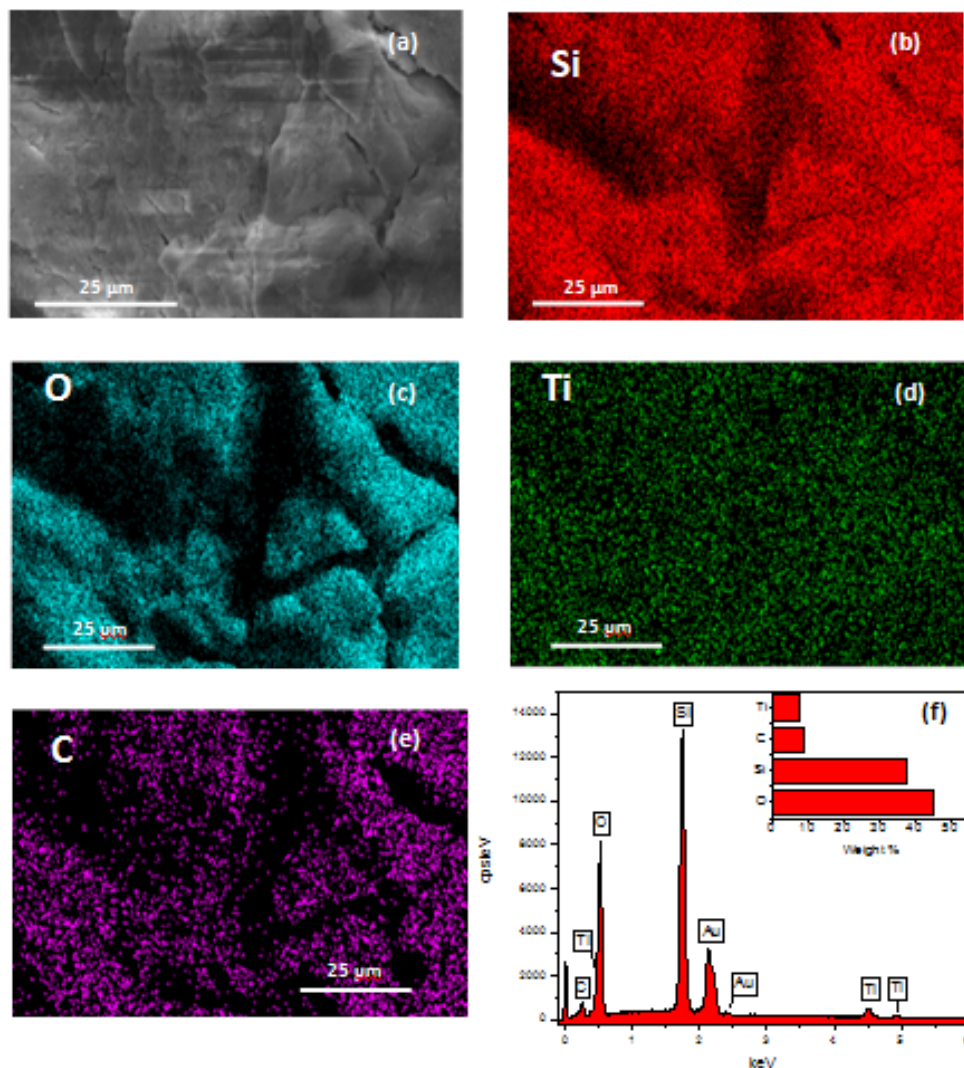 (a)
25 µm
Si
(b)
25 µm
O
(c)
25 µm
Ti
(d)
25 µm
C
(e)
25 µm
(f)
cps/eV
14000
12000
10000
8000
6000
4000
2000
0
0 1 2 3 4 5
keV
Si
O
Ti
C
Au
Au
Ti
Ti
Ti
C
Si
O
0 10 20 30 40 50
Weight %